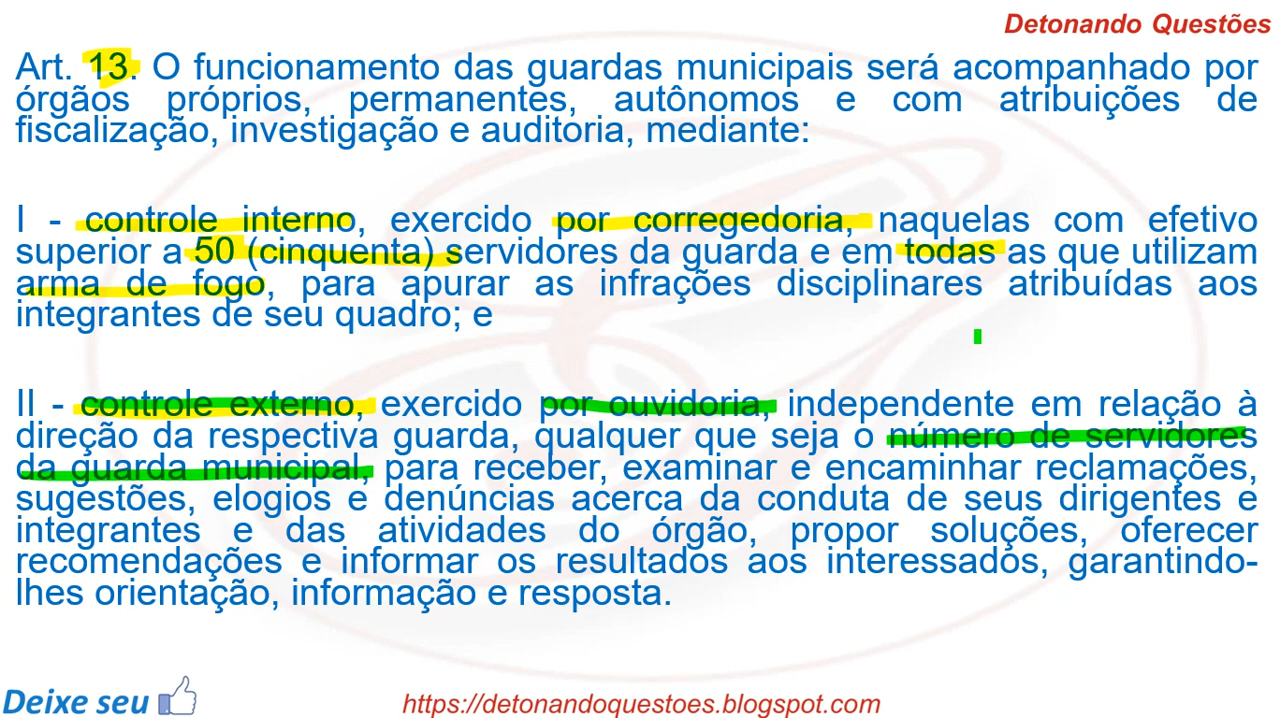 Detonando Questões
Art. 13. O funcionamento das guardas municipais será acompanhado por
órgãos próprios, permanentes, autônomos e com atribuições de
fiscalização, investigação e auditoria, mediante:
I - controle interno, exercido por corregedoria, naquelas com efetivo
superior a 50 (cinquenta) servidores da guarda e em todas as que utilizam
arma de fogo, para apurar as infrações disciplinares atribuídas aos
integrantes de seu quadro; e
II - controle externo, exercido por ouvidoria, independente em relação à
direção da respectiva guarda, qualquer que seja o número de servidores
da guarda municipal, para receber, examinar e encaminhar reclamações,
sugestões, elogios e denúncias acerca da conduta de seus dirigentes e
integrantes e das atividades do órgão, propor soluções, oferecer
recomendações e informar os resultados aos interessados, garantindo-
lhes orientação, informação e resposta.
Deixe seu
https://detonandoquestoes.blogspot.com